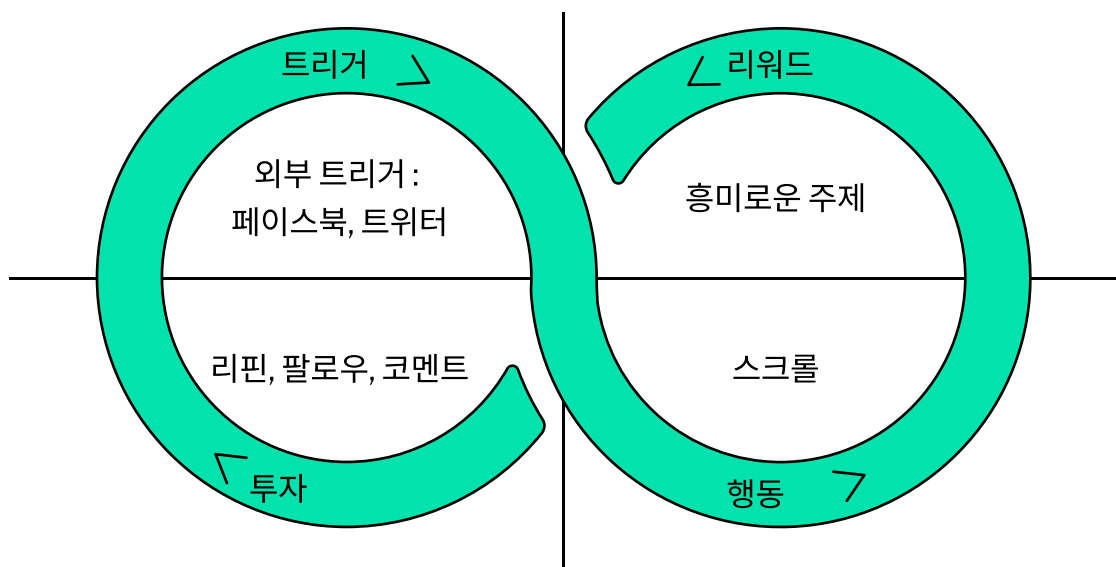 트리거
외부 트리거 :
페이스북, 트위터
리워드
흥미로운 주제
리핀, 팔로우, 코멘트
투자
스크롤
행동